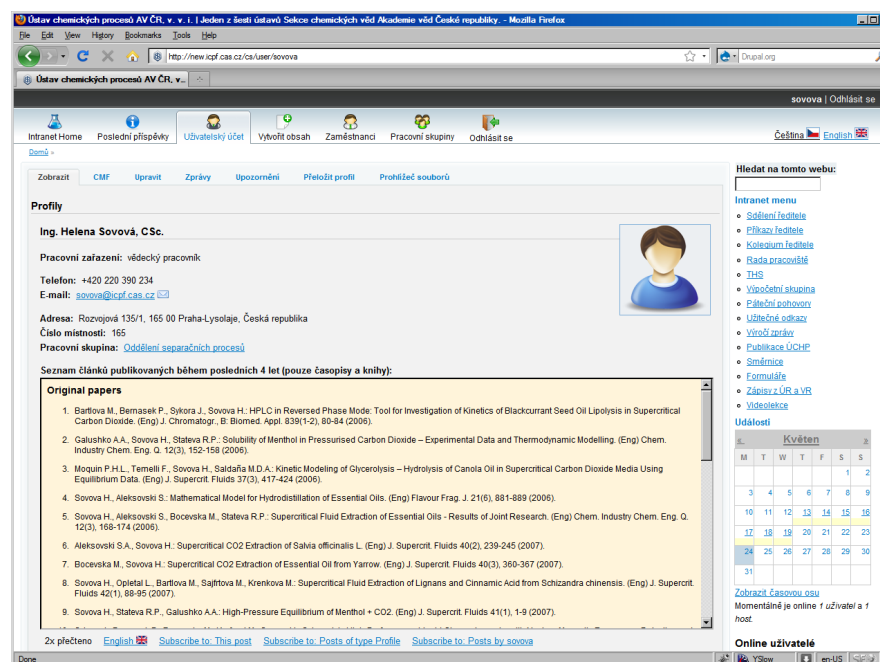 Ústav chemických procesů AV ČR, v. v. i. | Jeden z šesti ústavů Sekce chemických věd Akademie věd České republiky. - Mozilla Firefox
File Edit View History Bookmarks Tools Help
http://new.icpf.cas.cz/cs/user/sovova
Drupal.org
Ústav chemických procesů AV ČR, v...
sovova | Odhlásit se
Intranet Home Poslední příspěvky Uživatelský účet Vytvořit obsah Zaměstnanci Pracovní skupiny Odhlásit se
Čeština English
Domů »
Zobrazit CMF Upravit Zprávy Upozornění Přeložit profil Prohlížeč souborů
Profily
Ing. Helena Sovová, CSc.
Pracovní zařazení: vědecký pracovník
Telefon: +420 220 390 234
E-mail: sovova@icpf.cas.cz
Adresa: Rozvojová 135/1, 165 00 Praha-Lysolaje, Česká republika
Číslo místnosti: 165
Pracovní skupina: Oddělení separačních procesů
Seznam článků publikovaných během posledních 4 let (pouze časopisy a knihy):
Original papers
1. Bartlova M., Bernasek P., Sykora J., Sovova H.: HPLC in Reversed Phase Mode: Tool for Investigation of Kinetics of Blackcurrant Seed Oil Lipolysis in Supercritical
Carbon Dioxide. (Eng) J. Chromatogr., B: Biomed. Appl. 839(1-2), 80-84 (2006).
2. Galushko A.A., Sovova H., Stateva R.P.: Solubility of Menthol in Pressurised Carbon Dioxide – Experimental Data and Thermodynamic Modelling. (Eng) Chem.
Industry Chem. Eng. Q. 12(3), 152-158 (2006).
3. Moquin P.H.L., Temelli F., Sovova H., Saldaña M.D.A.: Kinetic Modeling of Glycerolysis – Hydrolysis of Canola Oil in Supercritical Carbon Dioxide Media Using
Equilibrium Data. (Eng) J. Supercrit. Fluids 37(3), 417-424 (2006).
4. Sovova H., Aleksovski S.: Mathematical Model for Hydrodistillation of Essential Oils. (Eng) Flavour Frag. J. 21(6), 881-889 (2006).
5. Sovova H., Aleksovski S., Bocevska M., Stateva R.P.: Supercritical Fluid Extraction of Essential Oils - Results of Joint Research. (Eng) Chem. Industry Chem. Eng. Q.
12(3), 168-174 (2006).
6. Aleksovski S.A., Sovova H.: Supercritical CO2 Extraction of Salvia officinalis L. (Eng) J. Supercrit. Fluids 40(2), 239-245 (2007).
7. Bocevska M., Sovova H.: Supercritical CO2 Extraction of Essential Oil from Yarrow. (Eng) J. Supercrit. Fluids 40(3), 360-367 (2007).
8. Sovova H., Opletal L., Bartlova M., Sajfrtova M., Krenkova M.: Supercritical Fluid Extraction of Lignans and Cinnamic Acid from Schizandra chinensis. (Eng) J. Supercrit.
Fluids 42(1), 88-95 (2007).
9. Sovova H., Stateva R.P., Galushko A.A.: High-Pressure Equilibrium of Menthol + CO2. (Eng) J. Supercrit. Fluids 41(1), 1-9 (2007).
2x přečteno English Subscribe to: This post Subscribe to: Posts of type Profile Subscribe to: Posts by sovova
Hledat na tomto webu:
Intranet menu
Sdělení ředitele
Příkazy ředitele
Kolegium ředitele
Rada pracoviště
THS
Výpočetní skupina
Páteční pohovory
Užitečné odkazy
Výročí zprávy
Publikace ÚCHP
Směrnice
Formuláře
Zápisy z ÚR a VR
Videolekce
Události
« Květen »
M T W T F S S
1 2
3 4 5 6 7 8 9
10 11 12 13 14 15 16
17 18 19 20 21 22 23
24 25 26 27 28 29 30
31
Zobrazit časovou osu
Momentálně je online 1 uživatel a 1
host.
Online uživatelé
Done
YSlow en-US